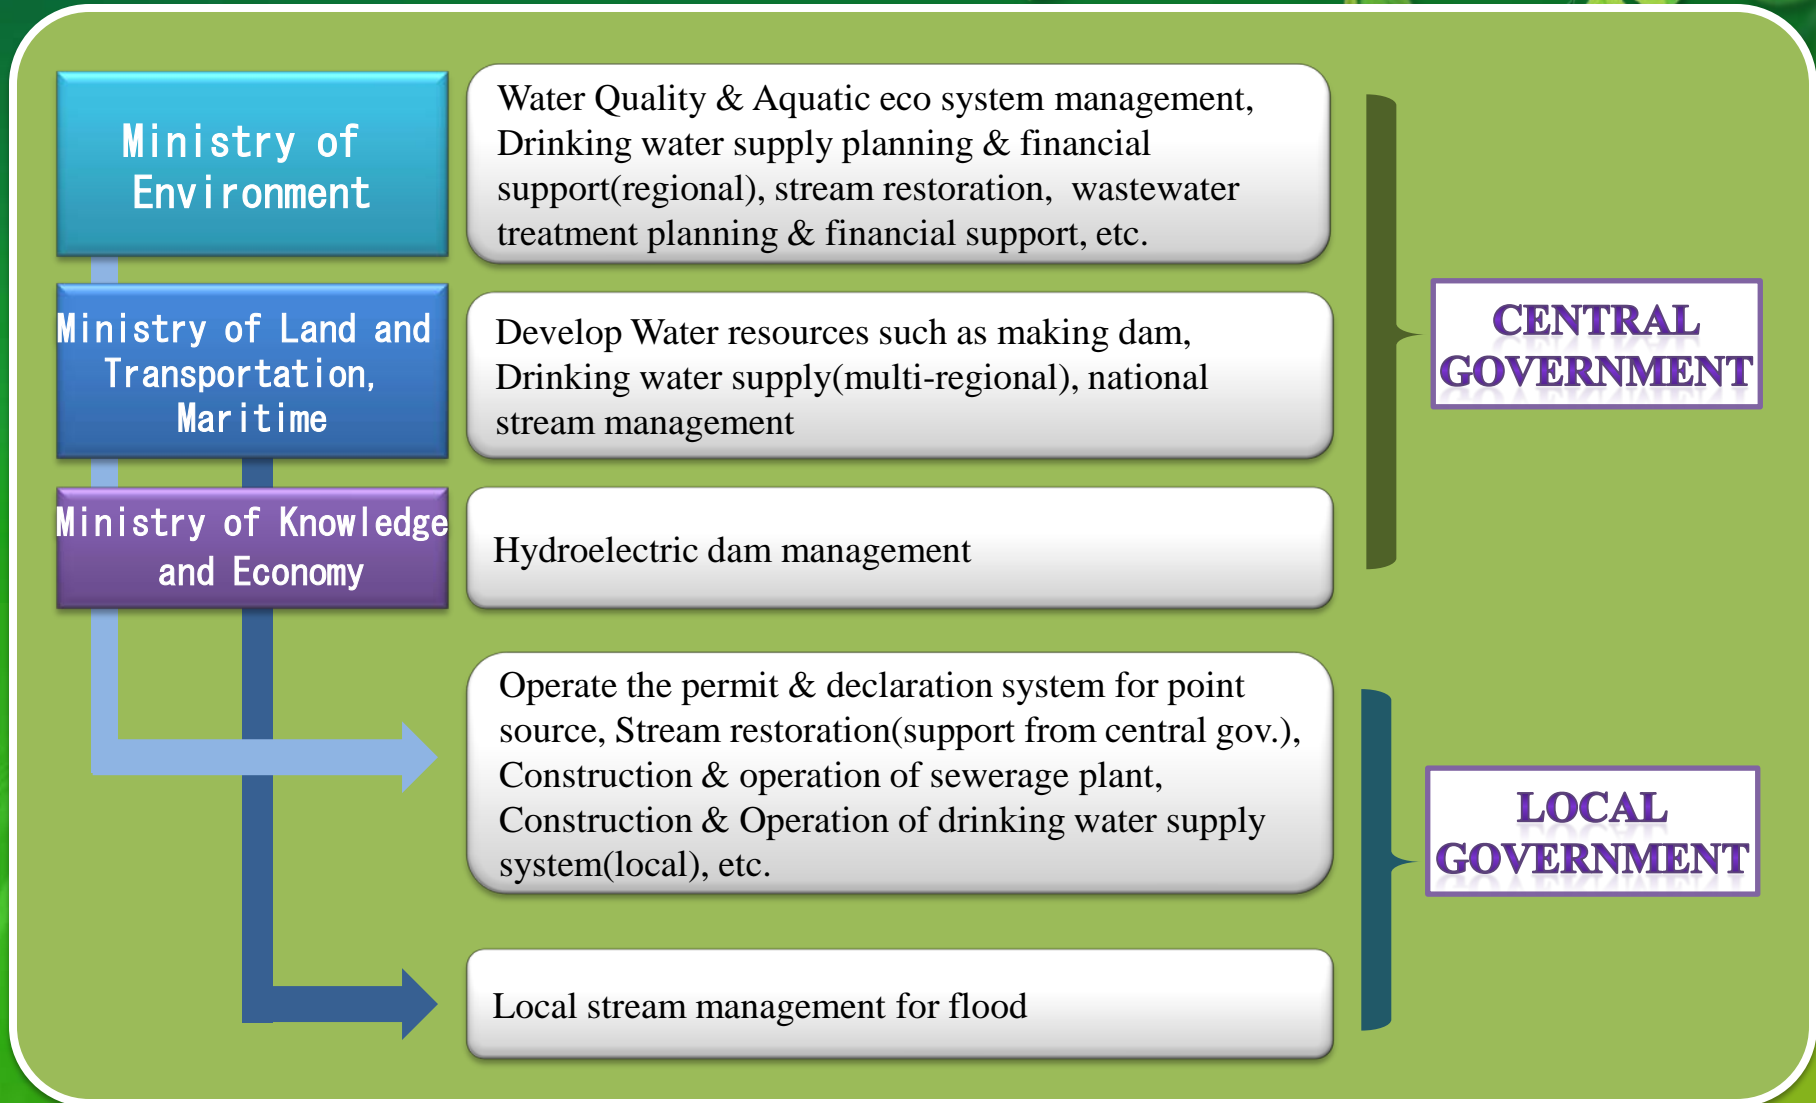 Ministry of
Environment
Water Quality & Aquatic eco system management,
Drinking water supply planning & financial
support(regional), stream restoration,  wastewater
treatment planning & financial support, etc.
Ministry of Land and
Transportation,
Maritime
Develop Water resources such as making dam,
Drinking water supply(multi-regional), national
stream management
Ministry of Knowledge
and Economy
Hydroelectric dam management
CENTRAL
GOVERNMENT
Operate the permit & declaration system for point
source, Stream restoration(support from central gov.),
Construction & operation of sewerage plant,
Construction & Operation of drinking water supply
system(local), etc.
Local stream management for flood
LOCAL
GOVERNMENT